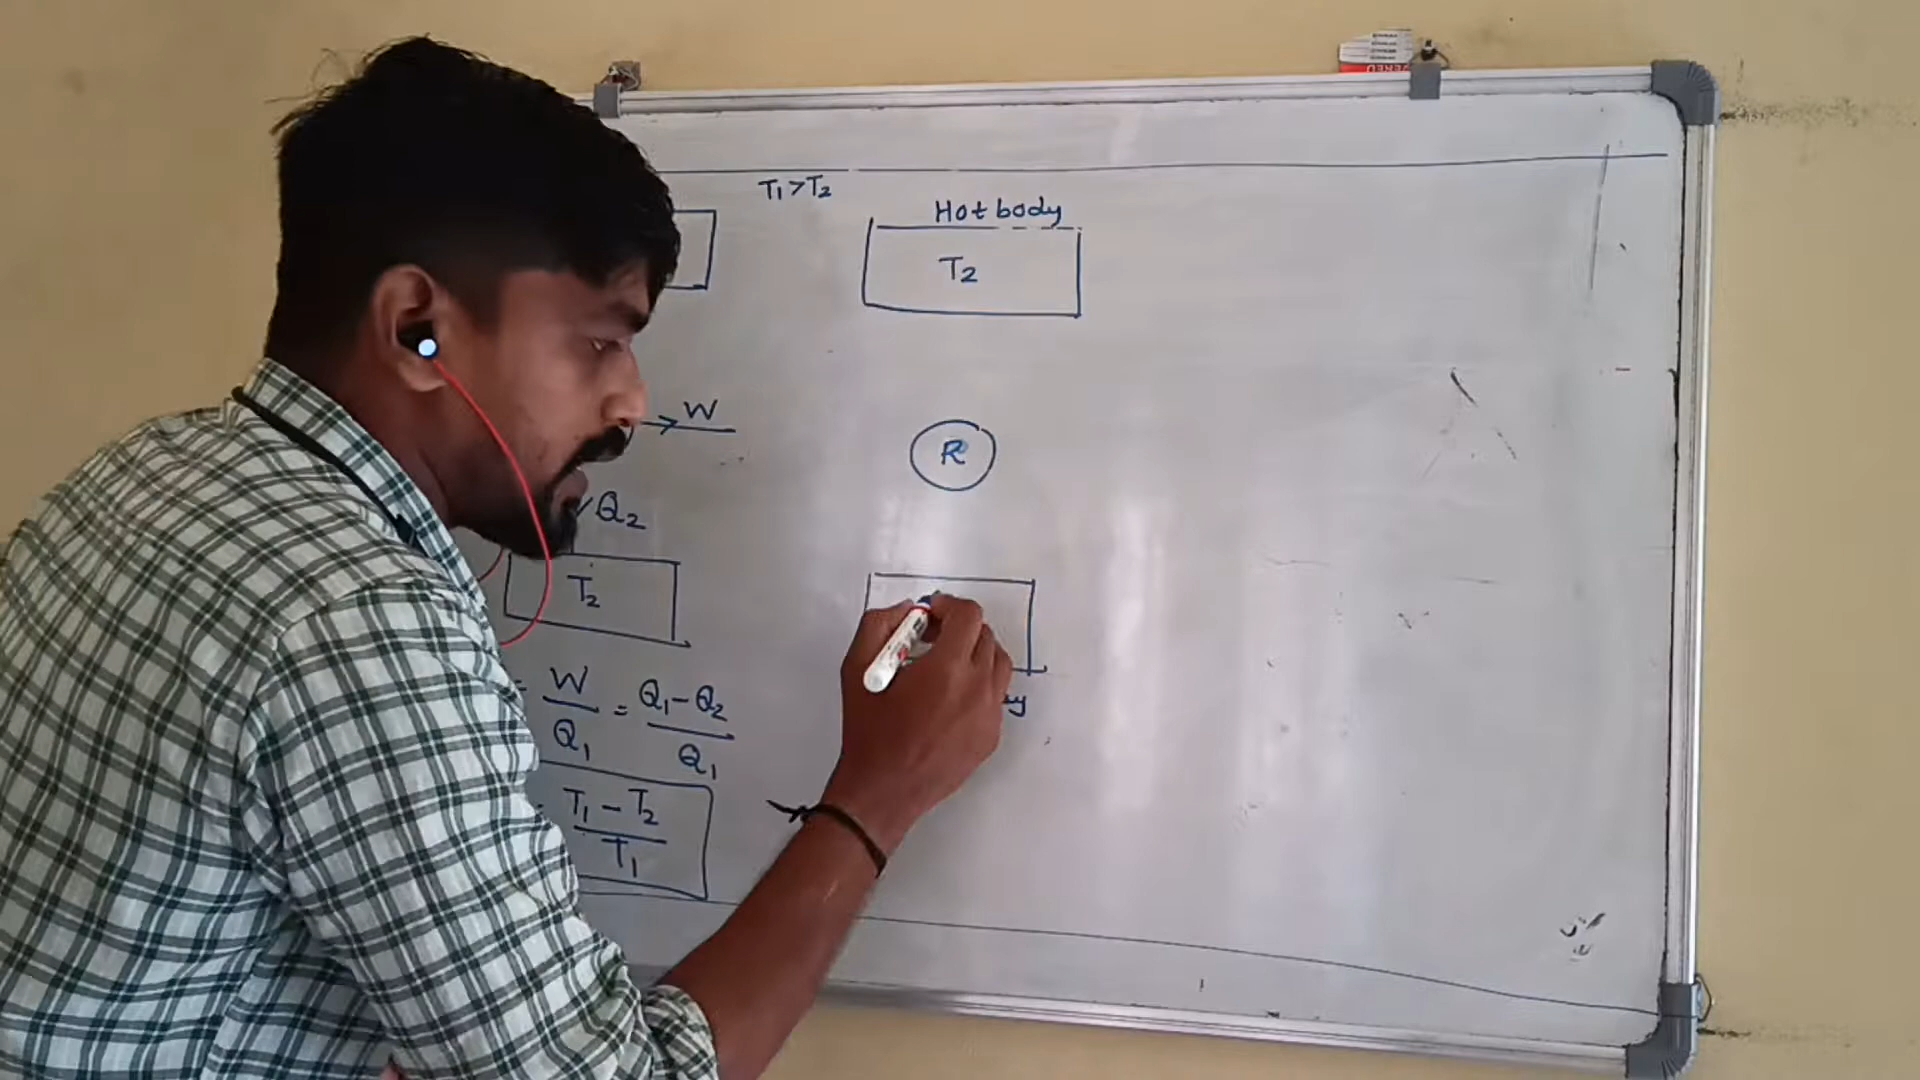 T₁ > T₂
Hot body
T₂
W
R
Q₂
T₂
= W/Q₁ = Q₁ - Q₂/Q₁
= T₁ - T₂/T₁